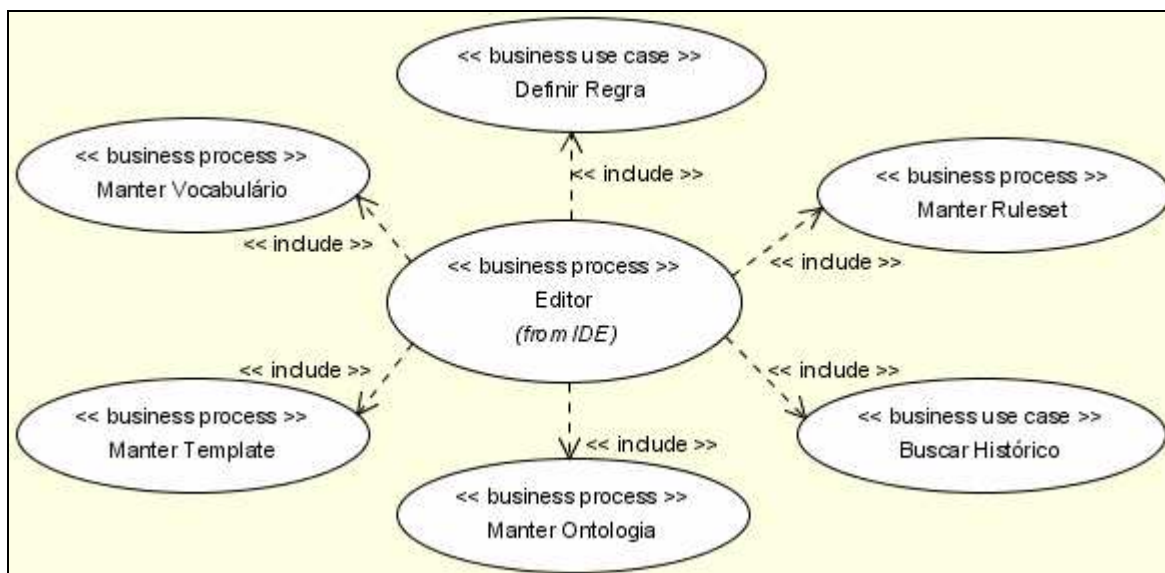 << business use case >>
Definir Regra
<< business process >>
Manter Vocabulário
<< include >>
<< business process >>
Manter Ruleset
<< include >>
<< include >>
<< business process >>
Editor
(from IDE)
<< include >>
<< include >>
<< business process >>
Manter Template
<< business use case >>
Buscar Histórico
<< include >>
<< business process >>
Manter Ontologia